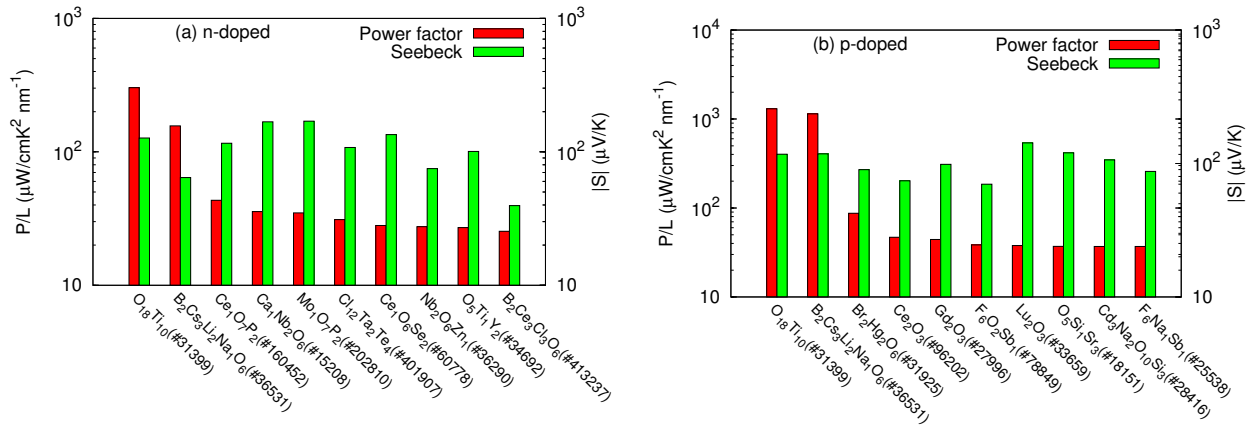 (a) n-doped
Power factor
Seebeck
P/L (μW/cmK² nm⁻¹)
10³
10²
10
|S| (μV/K)
10³
10²
10
O₁₈Ti₁₀(#31399)
B₂Cs₃Li₂Na₁O₆(#36531)
Ce₁O₇P₂(#160452)
Ca₁Nb₂O₆(#15208)
Mo₁O₇P₂(#202810)
Cl₁₂Ta₂Te₄(#401907)
Ce₁O₆Se₂(#60778)
Nb₂O₆Zn₁(#36290)
O₅Ti₁Y₂(#34692)
B₂Ce₃Cl₃O₆(#413237)
(b) p-doped
Power factor
Seebeck
P/L (μW/cmK² nm⁻¹)
10⁴
10³
10²
10
|S| (μV/K)
10³
10²
10
O₁₈Ti₁₀(#31399)
B₂Cs₃Li₂Na₁O₆(#36531)
Br₂Hg₂O₆(#31925)
Ce₂O₃(#96202)
Gd₂O₃(#27996)
F₆O₂Sb₁(#78849)
Lu₂O₃(#33659)
O₅Si₁Sr₃(#18151)
Cd₃Na₂O₁₀Si₃(#28416)
F₆Na₁Sb₁(#25538)